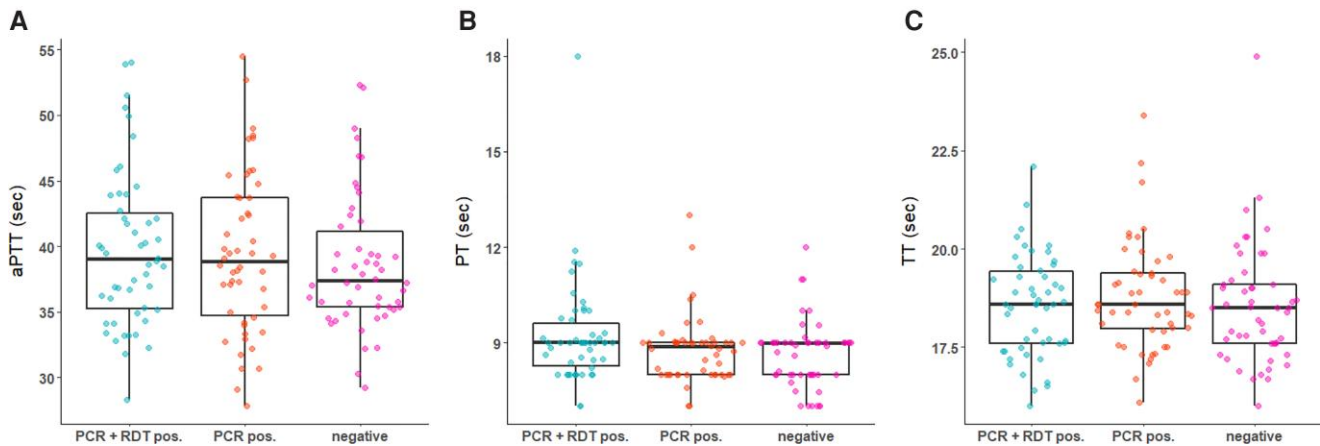 A
aPTT (sec)
55
50
45
40
35
30
PCR + RDT pos.
PCR pos.
negative
B
PT (sec)
18
15
12
9
PCR + RDT pos.
PCR pos.
negative
C
TT (sec)
25.0
22.5
20.0
17.5
PCR + RDT pos.
PCR pos.
negative